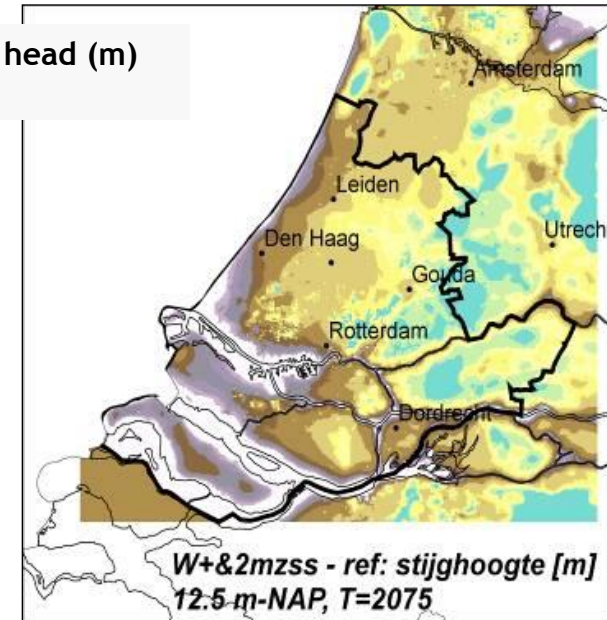 head (m)
Amsterdam
Leiden
Den Haag
Utrech
Gouda
Rotterdam
Dordrecht
W+&2mzss - ref: stijghoogte [m]
12.5 m-NAP, T=2075